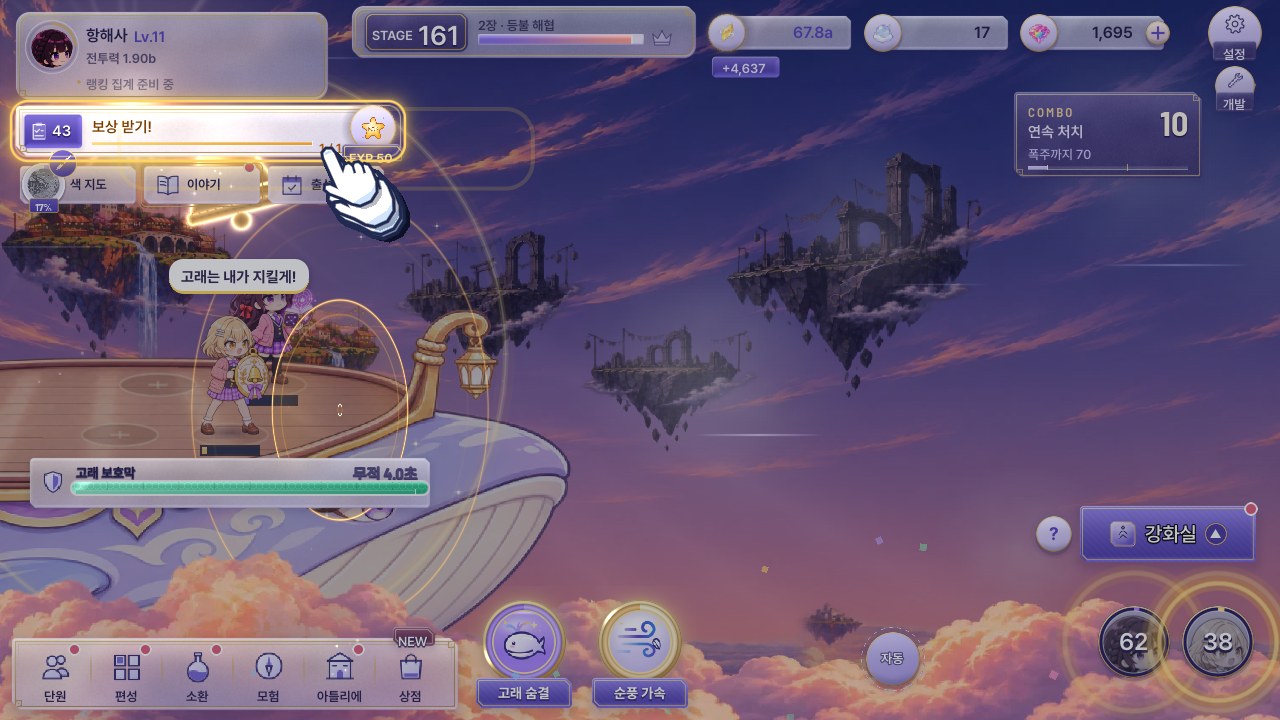 항해사 Lv.11
전투력 1.90b
랭킹 집계 준비 중
STAGE 161
2장 · 등불 해협
67.8a
+4,637
17
1,695
설정
개발
43
보상 받기!
1/1
EXP 50
COMBO
연속 처치
10
폭주까지 70
색 지도
17%
이야기
고래는 내가 지킬게!
고래 보호막
무적 4.0초
?
강화실
62
38
자동
고래 숨결
순풍 가속
NEW
단원
편성
소환
모험
아틀리에
상점